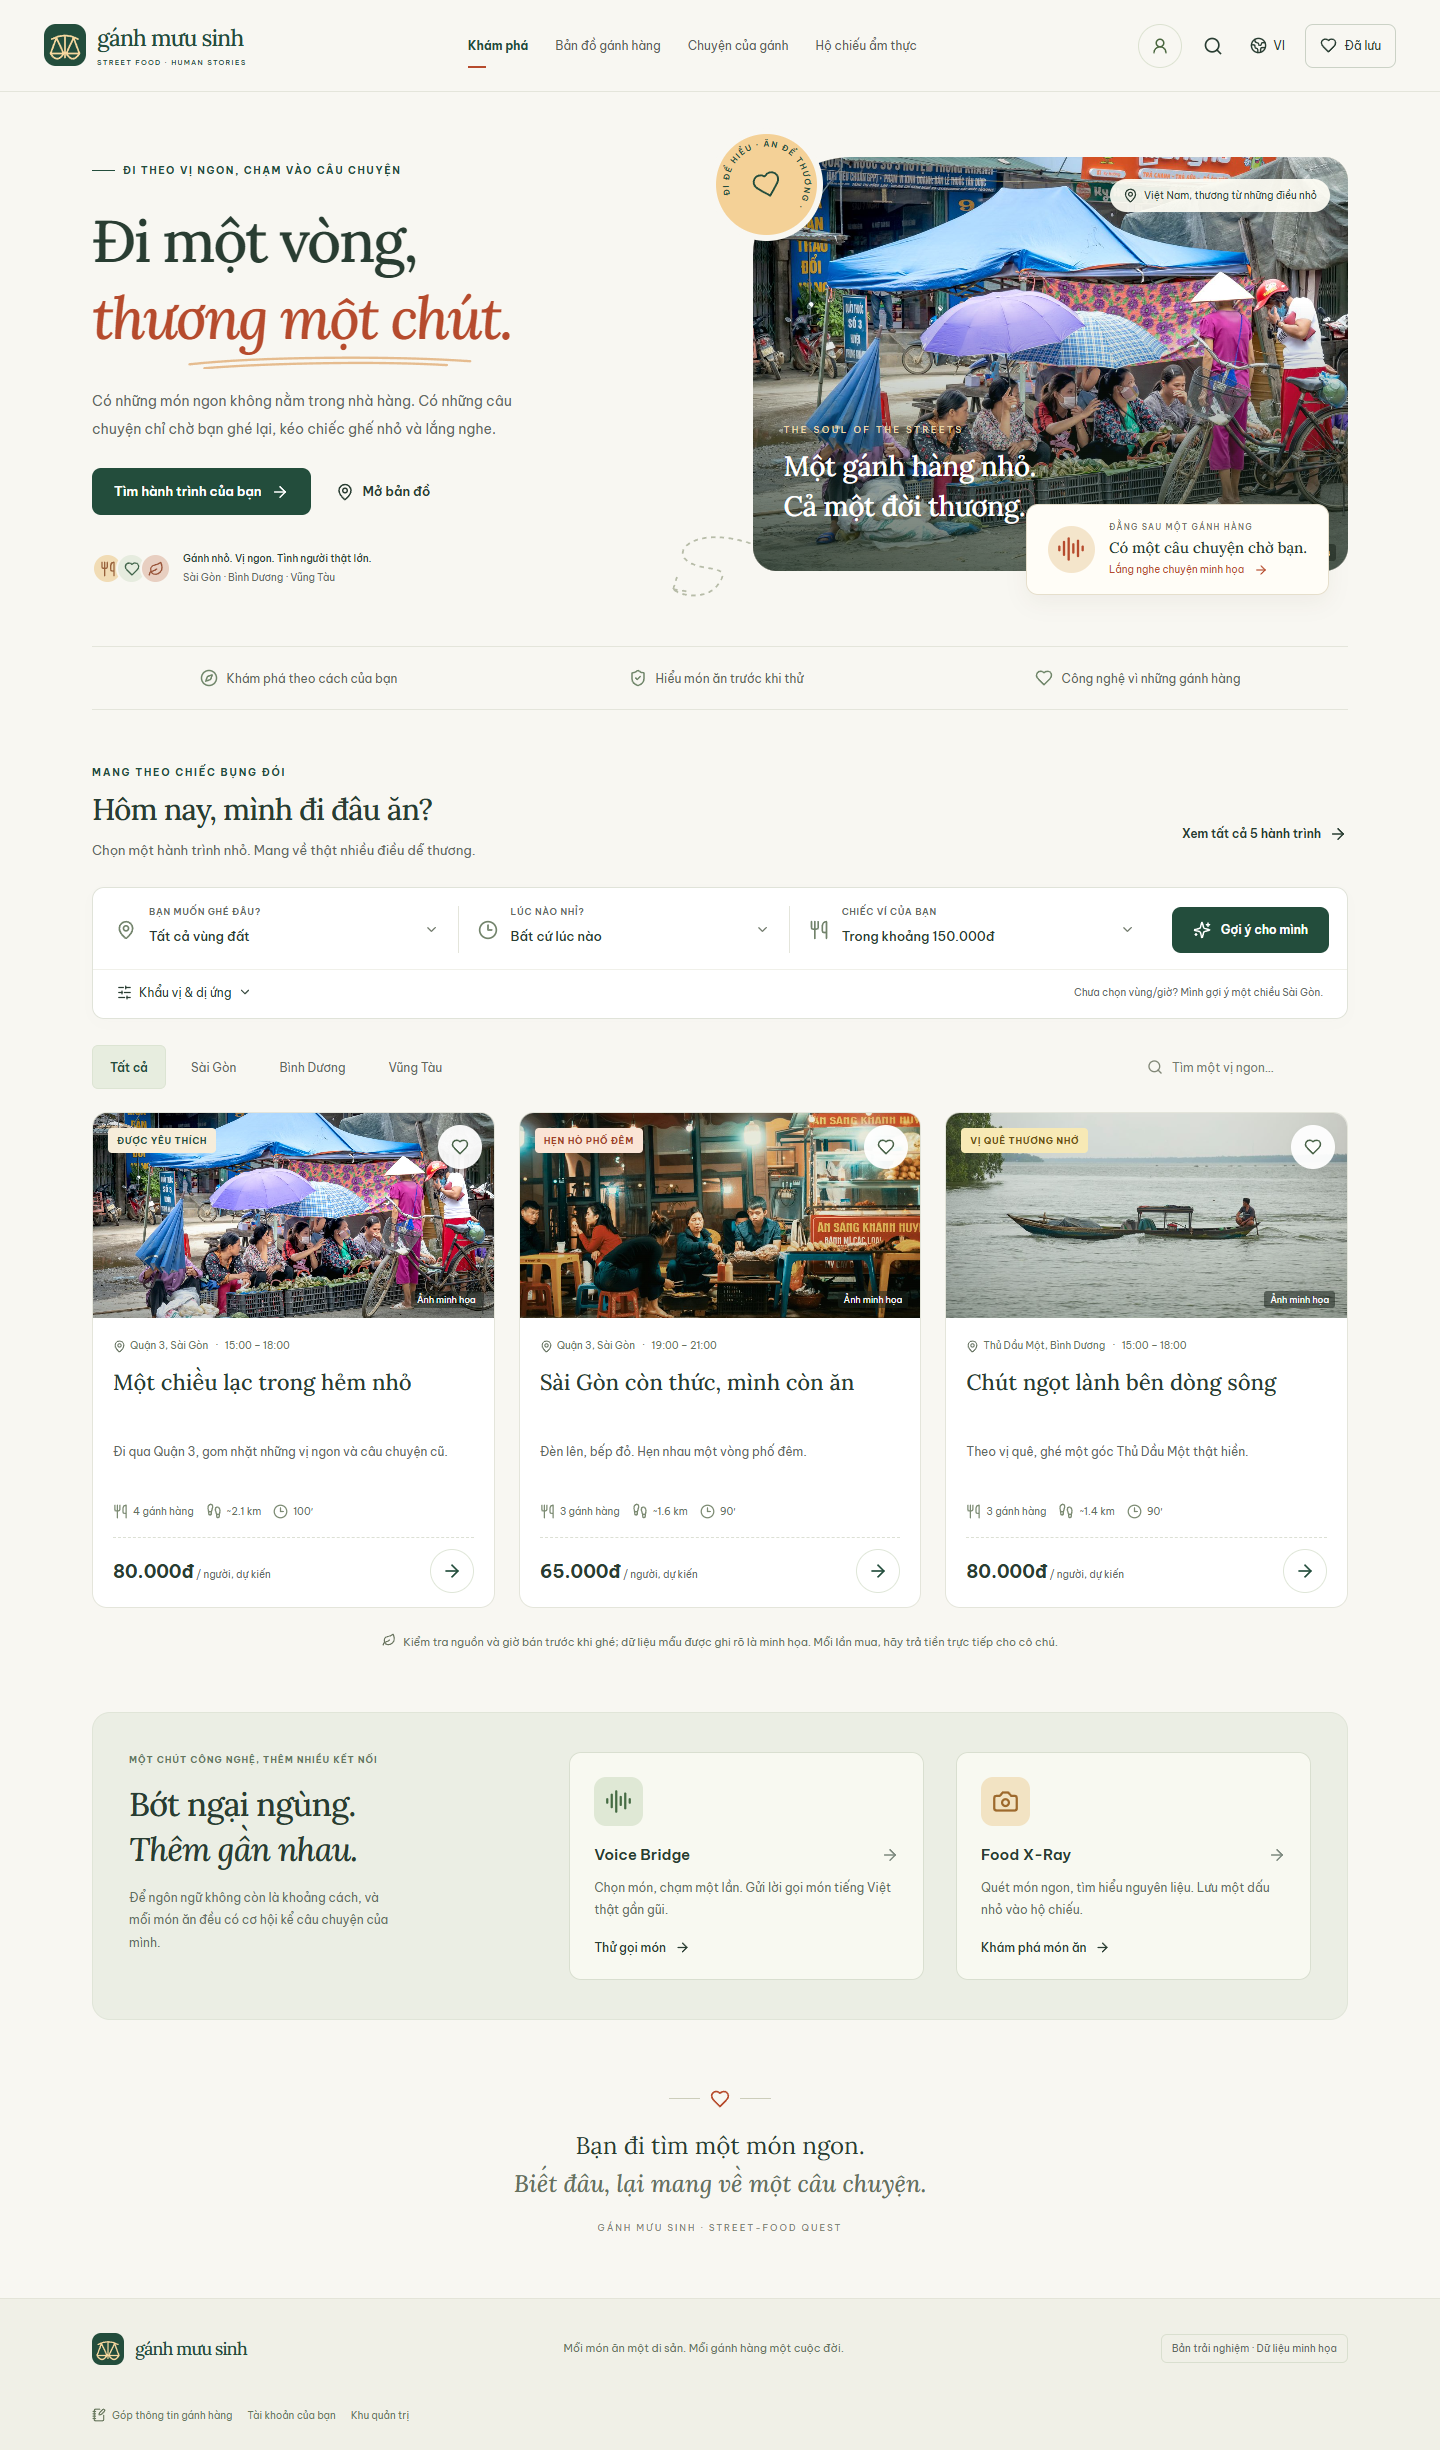 gánh mưu sinh
STREET FOOD · HUMAN STORIES
Khám phá
Bản đồ gánh hàng
Chuyện của gánh
Hộ chiếu ẩm thực
VI
Đã lưu
ĐI THEO VỊ NGON, CHẠM VÀO CÂU CHUYỆN
Đi một vòng,
thương một chút.
Có những món ngon không nằm trong nhà hàng. Có những câu
chuyện chỉ chờ bạn ghé lại, kéo chiếc ghế nhỏ và lắng nghe.
Tìm hành trình của bạn
Mở bản đồ
Gánh nhỏ. Vị ngon. Tình người thật lớn.
Sài Gòn · Bình Dương · Vũng Tàu
ĐI ĐỂ HIỂU · ĂN ĐỂ THƯƠNG ·
Việt Nam, thương từ những điều nhỏ
THE SOUL OF THE STREETS
Một gánh hàng nhỏ.
Cả một đời thương.
ĐẰNG SAU MỘT GÁNH HÀNG
Có một câu chuyện chờ bạn.
Lắng nghe chuyện minh họa
Khám phá theo cách của bạn
Hiểu món ăn trước khi thử
Công nghệ vì những gánh hàng
MANG THEO CHIẾC BỤNG ĐÓI
Hôm nay, mình đi đâu ăn?
Chọn một hành trình nhỏ. Mang về thật nhiều điều dễ thương.
Xem tất cả 5 hành trình
BẠN MUỐN GHÉ ĐÂU?
Tất cả vùng đất
LÚC NÀO NHỈ?
Bất cứ lúc nào
CHIẾC VÍ CỦA BẠN
Trong khoảng 150.000đ
Gợi ý cho mình
Khẩu vị & dị ứng
Chưa chọn vùng/giờ? Mình gợi ý một chiều Sài Gòn.
Tất cả
Sài Gòn
Bình Dương
Vũng Tàu
Tìm một vị ngon...
ĐƯỢC YÊU THÍCH
Ảnh minh họa
Quận 3, Sài Gòn · 15:00 – 18:00
Một chiều lạc trong hẻm nhỏ
Đi qua Quận 3, gom nhặt những vị ngon và câu chuyện cũ.
4 gánh hàng
~2.1 km
100'
80.000đ / người, dự kiến
HẸN HÒ PHỐ ĐÊM
Ảnh minh họa
Quận 3, Sài Gòn · 19:00 – 21:00
Sài Gòn còn thức, mình còn ăn
Đèn lên, bếp đỏ. Hẹn nhau một vòng phố đêm.
3 gánh hàng
~1.6 km
90'
65.000đ / người, dự kiến
VỊ QUÊ THƯƠNG NHỚ
Ảnh minh họa
Thủ Dầu Một, Bình Dương · 15:00 – 18:00
Chút ngọt lành bên dòng sông
Theo vị quê, ghé một góc Thủ Dầu Một thật hiền.
3 gánh hàng
~1.4 km
90'
80.000đ / người, dự kiến
Kiểm tra nguồn và giờ bán trước khi ghé; dữ liệu mẫu được ghi rõ là minh họa. Mỗi lần mua, hãy trả tiền trực tiếp cho cô chú.
MỘT CHÚT CÔNG NGHỆ, THÊM NHIỀU KẾT NỐI
Bớt ngại ngùng.
Thêm gần nhau.
Để ngôn ngữ không còn là khoảng cách, và
mỗi món ăn đều có cơ hội kể câu chuyện của
mình.
Voice Bridge
Chọn món, chạm một lần. Gửi lời gọi món tiếng Việt
thật gần gũi.
Thử gọi món
Food X-Ray
Quét món ngon, tìm hiểu nguyên liệu. Lưu một dấu
nhỏ vào hộ chiếu.
Khám phá món ăn
Bạn đi tìm một món ngon.
Biết đâu, lại mang về một câu chuyện.
GÁNH MƯU SINH · STREET-FOOD QUEST
gánh mưu sinh
Mỗi món ăn một di sản. Mỗi gánh hàng một cuộc đời.
Bản trải nghiệm · Dữ liệu minh họa
Góp thông tin gánh hàng
Tài khoản của bạn
Khu quản trị